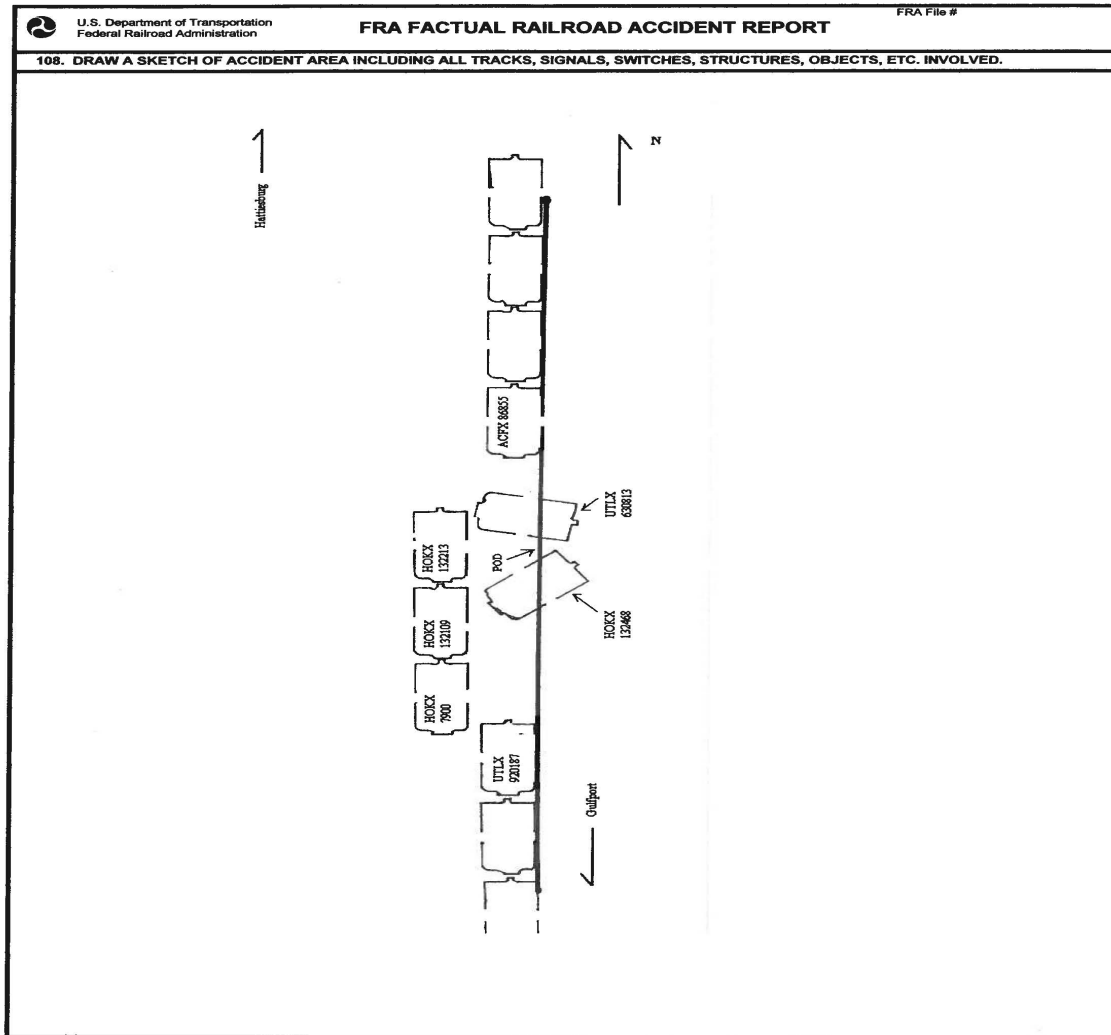 U.S. Department of Transportation
Federal Railroad Administration
FRA FACTUAL RAILROAD ACCIDENT REPORT
FRA File #
108. DRAW A SKETCH OF ACCIDENT AREA INCLUDING ALL TRACKS, SIGNALS, SWITCHES, STRUCTURES, OBJECTS, ETC. INVOLVED.
Hattiesburg
N
ACFX 86855
UTLX
630813
POD
HOKX
132213
HOKX
132468
HOKX
132109
HOKX
7900
UTLX
920187
Gulfport